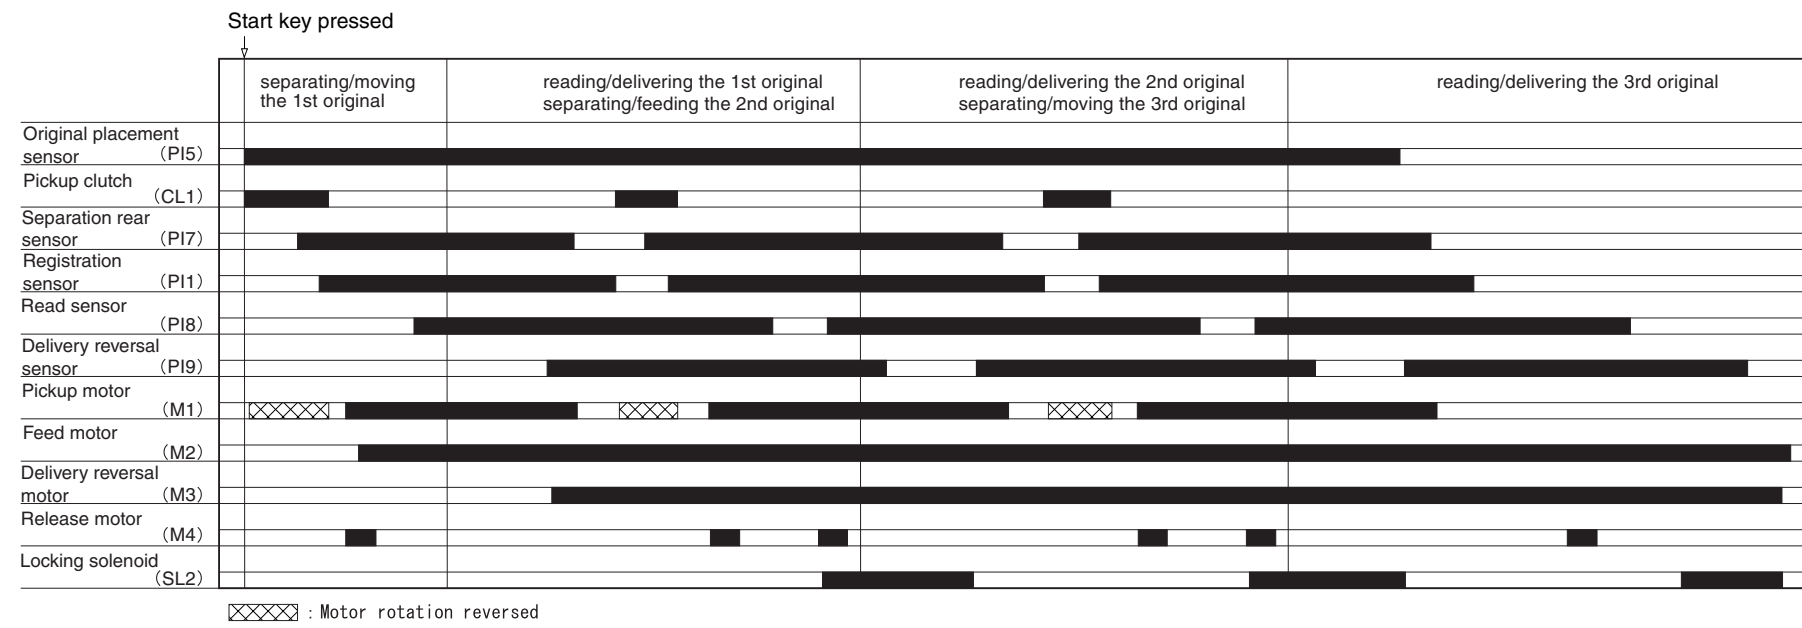 Start key pressed
separating/moving
the 1st original
reading/delivering the 1st original
separating/feeding the 2nd original
reading/delivering the 2nd original
separating/moving the 3rd original
reading/delivering the 3rd original
Original placement
sensor (PI5)
Pickup clutch
(CL1)
Separation rear
sensor (PI7)
Registration
sensor (PI1)
Read sensor
(PI8)
Delivery reversal
sensor (PI9)
Pickup motor
(M1)
Feed motor
(M2)
Delivery reversal
motor (M3)
Release motor
(M4)
Locking solenoid
(SL2)
: Motor rotation reversed